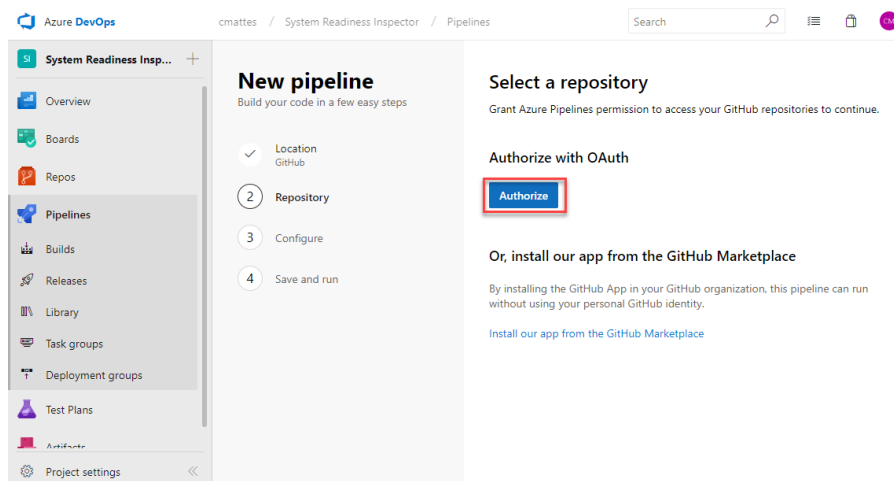 Azure DevOps
cmattes / System Readiness Inspector / Pipelines
Search
CM
SI
System Readiness Insp...
Overview
Boards
Repos
Pipelines
Builds
Releases
Library
Task groups
Deployment groups
Test Plans
Artifacts
Project settings
New pipeline
Build your code in a few easy steps
Location
GitHub
2 Repository
3 Configure
4 Save and run
Select a repository
Grant Azure Pipelines permission to access your GitHub repositories to continue.
Authorize with OAuth
Authorize
Or, install our app from the GitHub Marketplace
By installing the GitHub App in your GitHub organization, this pipeline can run
without using your personal GitHub identity.
Install our app from the GitHub Marketplace